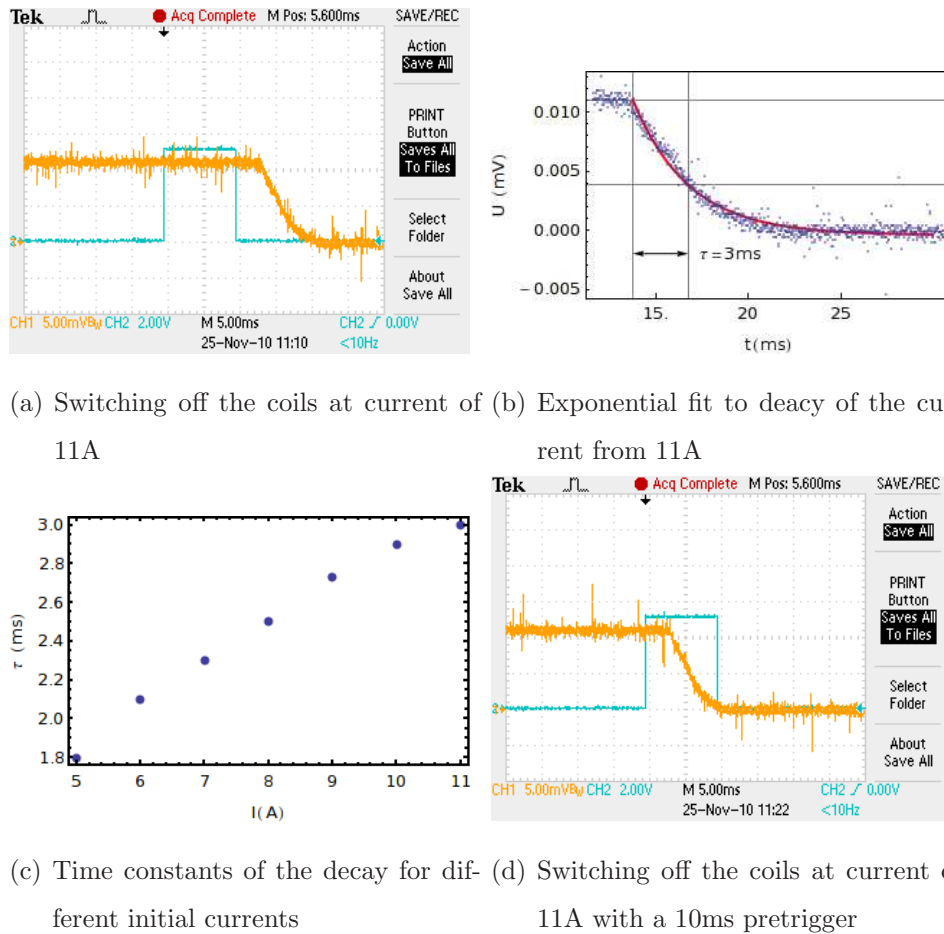 Tek Acq Complete M Pos: 5.600ms SAVE/REC
Action
Save All
PRINT
Button
Saves All
To Files
Select
Folder
About
Save All
2
CH1 5.00mVBw CH2 2.00V M 5.00ms CH2 0.00V
25-Nov-10 11:10 <10Hz
0.010
0.005
0.000
-0.005
U (mV)
τ=3ms
15. 20 25
t(ms)
(a) Switching off the coils at current of
11A
(b) Exponential fit to deacy of the cu
rent from 11A
3.0
2.8
2.6
2.4
2.2
2.0
1.8
τ (ms)
5 6 7 8 9 10 11
I(A)
Tek Acq Complete M Pos: 5.600ms SAVE/REC
Action
Save All
PRINT
Button
Saves All
To Files
Select
Folder
About
Save All
2
CH1 5.00mVBw CH2 2.00V M 5.00ms CH2 0.00V
25-Nov-10 11:22 <10Hz
(c) Time constants of the decay for dif-
ferent initial currents
(d) Switching off the coils at current
11A with a 10ms pretrigger